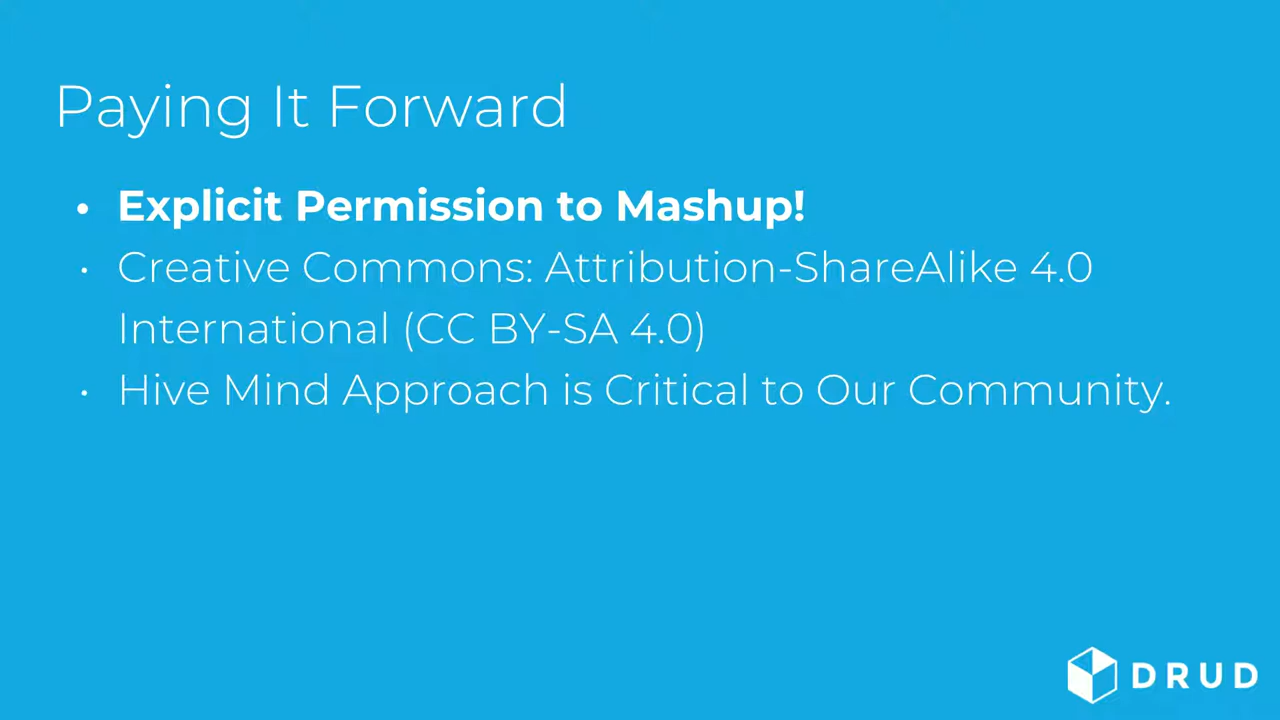 Paying It Forward
• Explicit Permission to Mashup!
• Creative Commons: Attribution-ShareAlike 4.0
International (CC BY-SA 4.0)
• Hive Mind Approach is Critical to Our Community.
DRUD